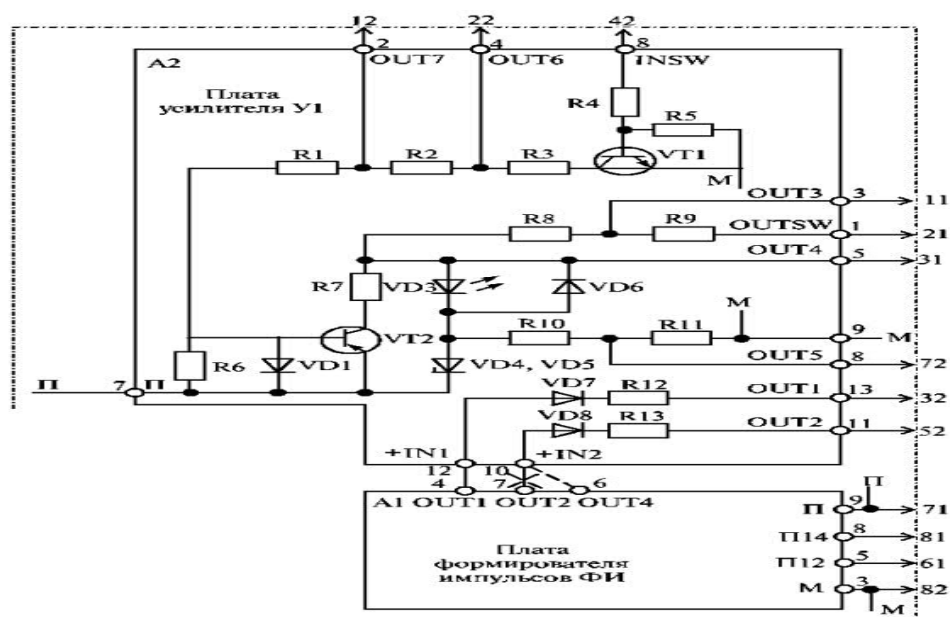 12 22 42
2 4 8
A2 OUT7 OUT6 INSW
Плата
усилителя У1
R4
R5
R1 R2 R3 VT1
М
OUT3 3 11
R8 R9 OUTSW 1 21
OUT4 5 31
R7 VD3 VD6
М
R10 R11 9 М
VT2
R6 VD1 VD4, VD5 OUT5 8 72
П 7 П
VD7 R12 OUT1 13 32
VD8 R13 OUT2 11 52
+IN1 +IN2
12 10
4 7 6
A1 OUT1 OUT2 OUT4
П
П 9 71
П14 8 81
Плата
формирователя
импульсов ФИ
П12 5 61
М 3 82
М